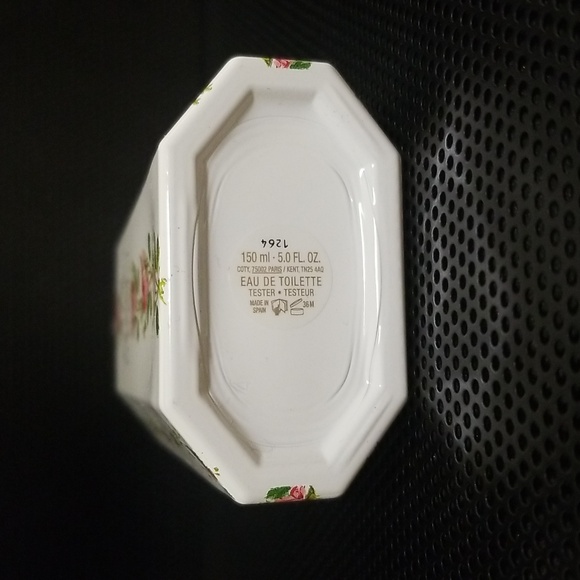 1264
150 ml · 5.0 FL. OZ.
COTY, 75002 PARIS / KENT, TN25 4AQ
EAU DE TOILETTE
TESTER • TESTEUR
MADE IN
SPAIN
36M